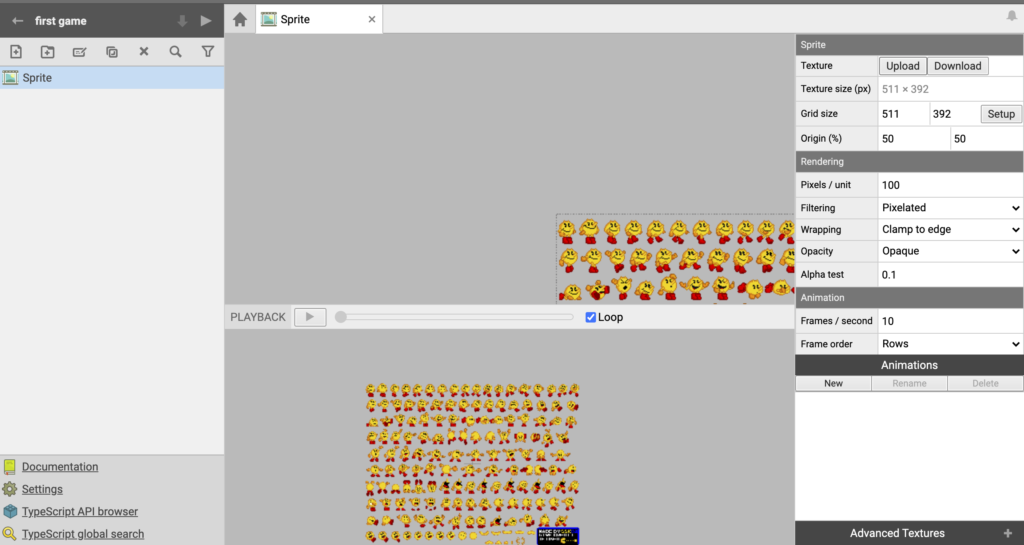 first game
Sprite
Sprite
Documentation
Settings
TypeScript API browser
TypeScript global search
PLAYBACK
Loop
Sprite
Texture Upload Download
Texture size (px) 511 × 392
Grid size 511 392 Setup
Origin (%) 50 50
Rendering
Pixels / unit 100
Filtering Pixelated
Wrapping Clamp to edge
Opacity Opaque
Alpha test 0.1
Animation
Frames / second 10
Frame order Rows
Animations
New Rename Delete
Advanced Textures